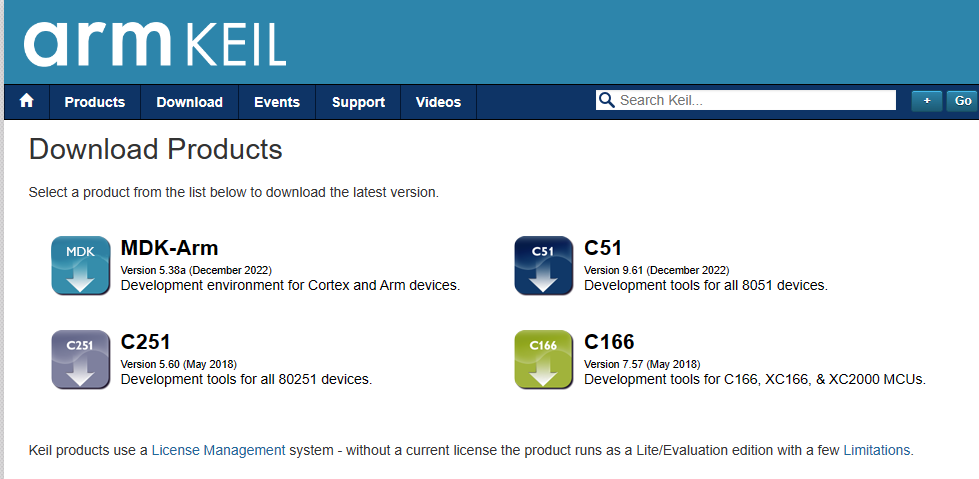 arm KEIL
Products Download Events Support Videos Search Keil... + Go
Download Products
Select a product from the list below to download the latest version.
MDK
MDK-Arm
Version 5.38a (December 2022)
Development environment for Cortex and Arm devices.
C51
C51
Version 9.61 (December 2022)
Development tools for all 8051 devices.
C251
C251
Version 5.60 (May 2018)
Development tools for all 80251 devices.
C166
C166
Version 7.57 (May 2018)
Development tools for C166, XC166, & XC2000 MCUs.
Keil products use a License Management system - without a current license the product runs as a Lite/Evaluation edition with a few Limitations.